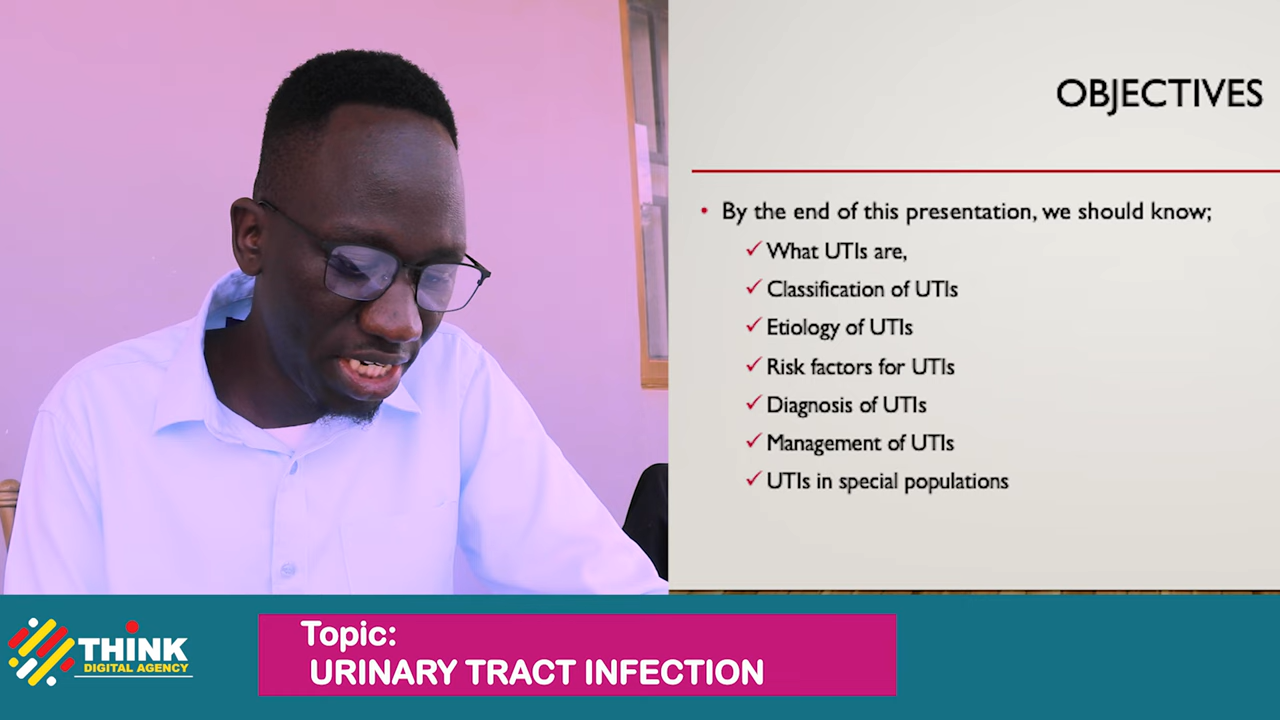 OBJECTIVES
• By the end of this presentation, we should know;
✓ What UTIs are,
✓ Classification of UTIs
✓ Etiology of UTIs
✓ Risk factors for UTIs
✓ Diagnosis of UTIs
✓ Management of UTIs
✓ UTIs in special populations
THINK
DIGITAL AGENCY
Topic:
URINARY TRACT INFECTION